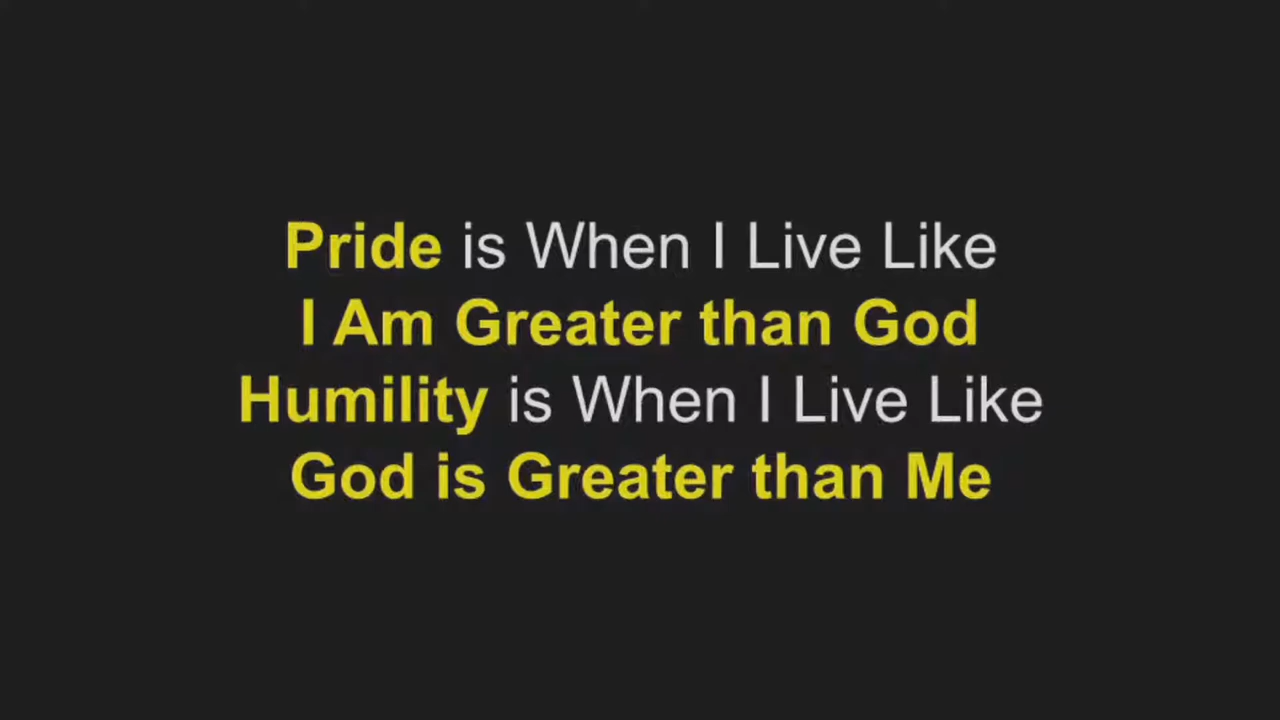 Pride is When I Live Like
I Am Greater than God
Humility is When I Live Like
God is Greater than Me